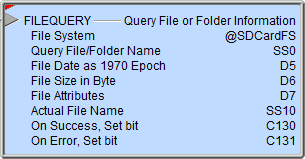 FILEQUERY Query File or Folder Information
File System @SDCardFS
Query File/Folder Name SS0
File Date as 1970 Epoch D5
File Size in Byte D6
File Attributes D7
Actual File Name SS10
On Success, Set bit C130
On Error, Set bit C131